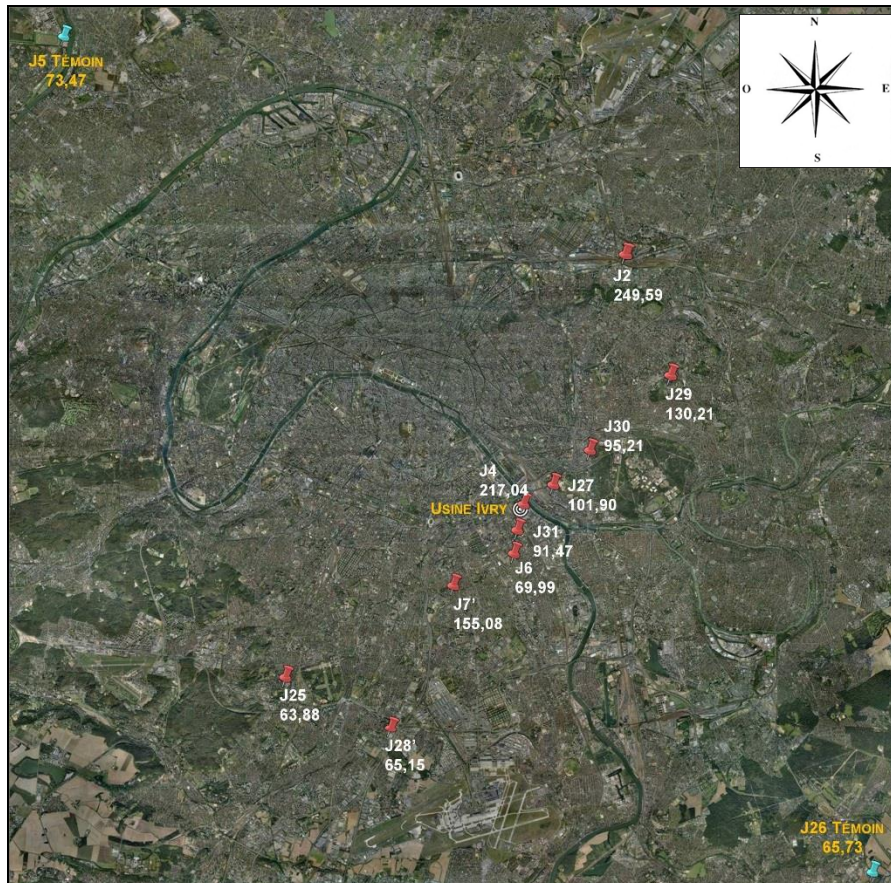 N
O
E
S
J5 TÉMOIN
73,47
J2
249,59
J29
130,21
J30
95,21
J4
217,04
J27
101,90
USINE IVRY
J31
91,47
J6
69,99
J7'
155,08
J25
63,88
J28'
65,15
J26 TÉMOIN
65,73